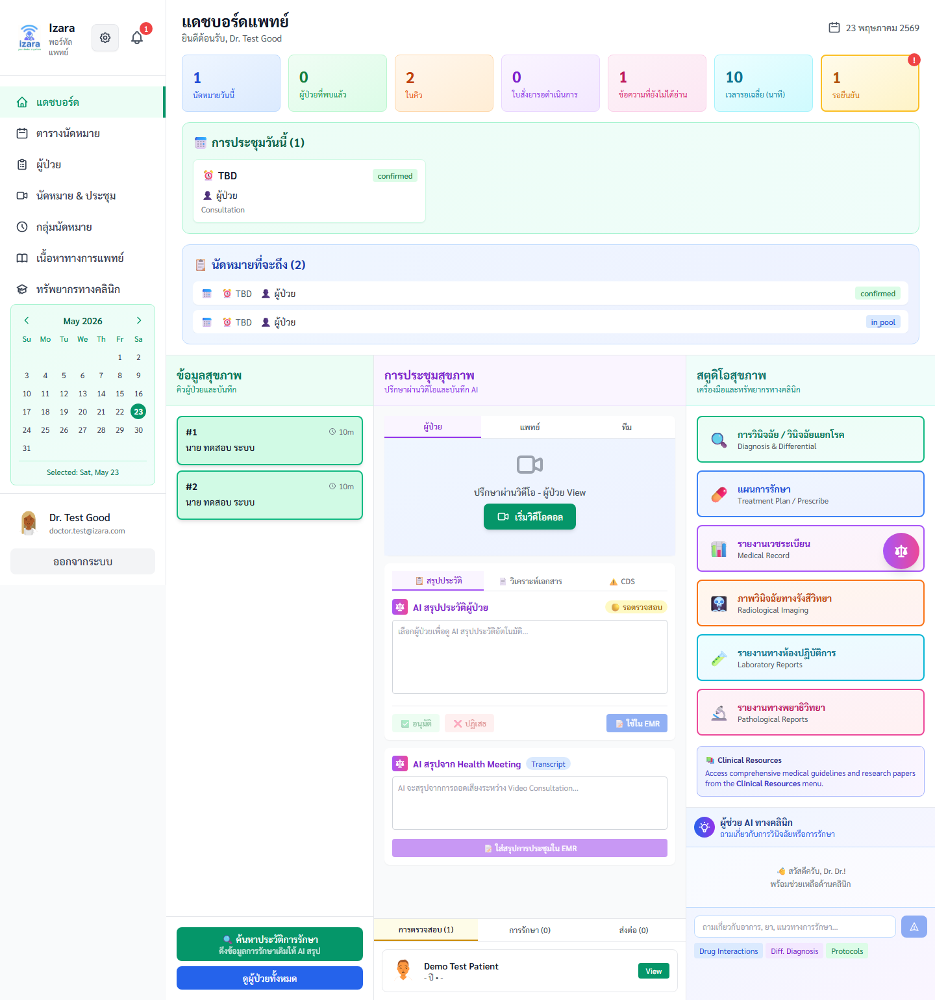 Izara
พอร์ทัล
แพทย์
1
izara
แดชบอร์ด
ตารางนัดหมาย
ผู้ป่วย
นัดหมาย & ประชุม
กลุ่มนัดหมาย
เนื้อหาทางการแพทย์
ทรัพยากรทางคลินิก
May 2026
Su Mo Tu We Th Fr Sa
1 2
3 4 5 6 7 8 9
10 11 12 13 14 15 16
17 18 19 20 21 22 23
24 25 26 27 28 29 30
31
Selected: Sat, May 23
Dr. Test Good
doctor.test@izara.com
ออกจากระบบ
แดชบอร์ดแพทย์
ยินดีต้อนรับ, Dr. Test Good
23 พฤษภาคม 2569
1
นัดหมายวันนี้
0
ผู้ป่วยที่พบแล้ว
2
ในคิว
0
ใบสั่งยารอดำเนินการ
1
ข้อความที่ยังไม่ได้อ่าน
10
เวลารอเฉลี่ย (นาที)
!
1
รอยืนยัน
การประชุมวันนี้ (1)
TBD
confirmed
ผู้ป่วย
Consultation
นัดหมายที่จะถึง (2)
TBD ผู้ป่วย confirmed
TBD ผู้ป่วย in_pool
ข้อมูลสุขภาพ
คิวผู้ป่วยและบันทึก
#1 10m
นาย ทดสอบ ระบบ
#2 10m
นาย ทดสอบ ระบบ
ค้นหาประวัติการรักษา
ดึงข้อมูลการรักษาเดิมให้ AI สรุป
ดูผู้ป่วยทั้งหมด
การประชุมสุขภาพ
ปรึกษาผ่านวิดีโอและบันทึก AI
ผู้ป่วย แพทย์ ทีม
ปรึกษาผ่านวิดีโอ - ผู้ป่วย View
เริ่มวิดีโอคอล
สรุปประวัติ วิเคราะห์เอกสาร CDS
AI สรุปประวัติผู้ป่วย รอตรวจสอบ
เลือกผู้ป่วยเพื่อดู AI สรุปประวัติอัตโนมัติ...
อนุมัติ ปฏิเสธ ใช้ใน EMR
AI สรุปจาก Health Meeting Transcript
AI จะสรุปจากการถอดเสียงระหว่าง Video Consultation...
ใส่สรุปการประชุมใน EMR
การตรวจสอบ (1) การรักษา (0) ส่งต่อ (0)
Demo Test Patient
- ปี • -
View
สตูดิโอสุขภาพ
เครื่องมือและทรัพยากรทางคลินิก
การวินิจฉัย / วินิจฉัยแยกโรค
Diagnosis & Differential
แผนการรักษา
Treatment Plan / Prescribe
รายงานเวชระเบียน
Medical Record
ภาพวินิจฉัยทางรังสีวิทยา
Radiological Imaging
รายงานทางห้องปฏิบัติการ
Laboratory Reports
รายงานทางพยาธิวิทยา
Pathological Reports
Clinical Resources
Access comprehensive medical guidelines and research papers
from the Clinical Resources menu.
ผู้ช่วย AI ทางคลินิก
ถามเกี่ยวกับการวินิจฉัยหรือการรักษา
สวัสดีครับ, Dr. Dr.!
พร้อมช่วยเหลือด้านคลินิก
ถามเกี่ยวกับอาการ, ยา, แนวทางการรักษา...
Drug Interactions Diff. Diagnosis Protocols